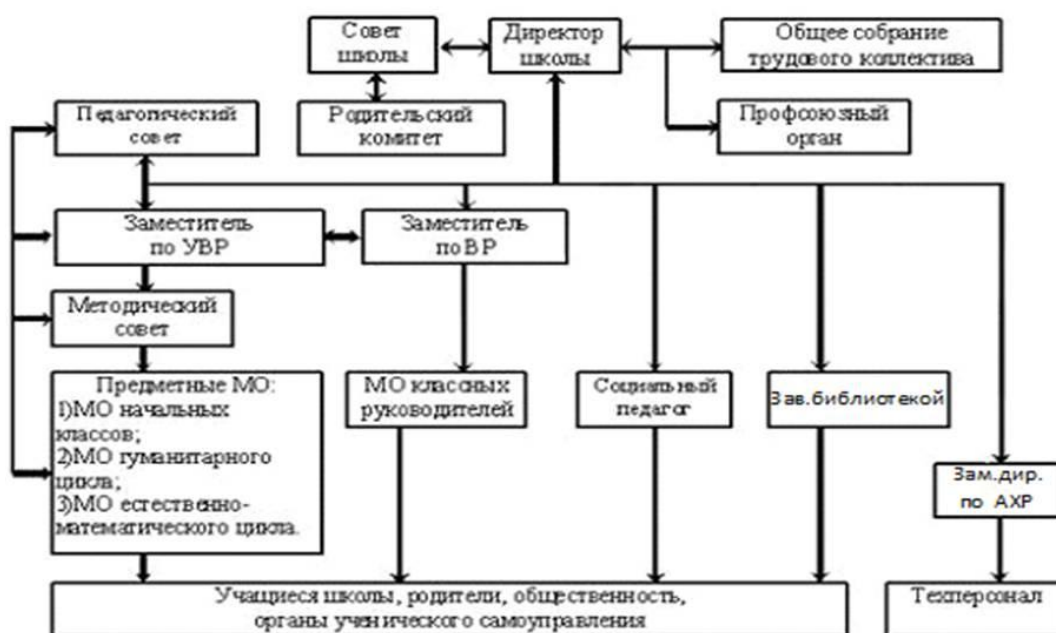 Совет
школы
Директор
школы
Общее собрание
трудового коллектива
Родительский
комитет
Профсоюзный
орган
Педагогический
совет
Заместитель
по УВР
Заместитель
по ВР
Методический
совет
Предметные МО:
1)МО начальных
классов;
2)МО гуманитарного
цикла;
3)МО естественно-
математического цикла.
МО классных
руководителей
Социальный
педагог
Зав.библиотекой
Зам.дир.
по АХР
Учащиеся школы, родители, общественность,
органы ученического самоуправления
Техперсонал